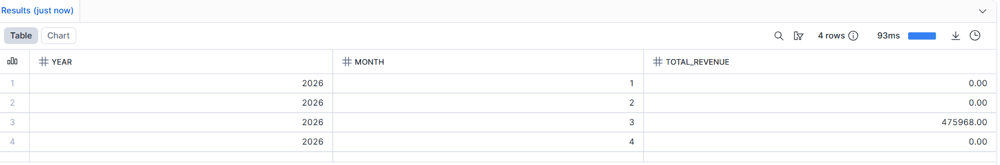 Results (just now)
Table Chart 4 rows 93ms
YEAR MONTH TOTAL_REVENUE
1 2026 1 0.00
2 2026 2 0.00
3 2026 3 475968.00
4 2026 4 0.00